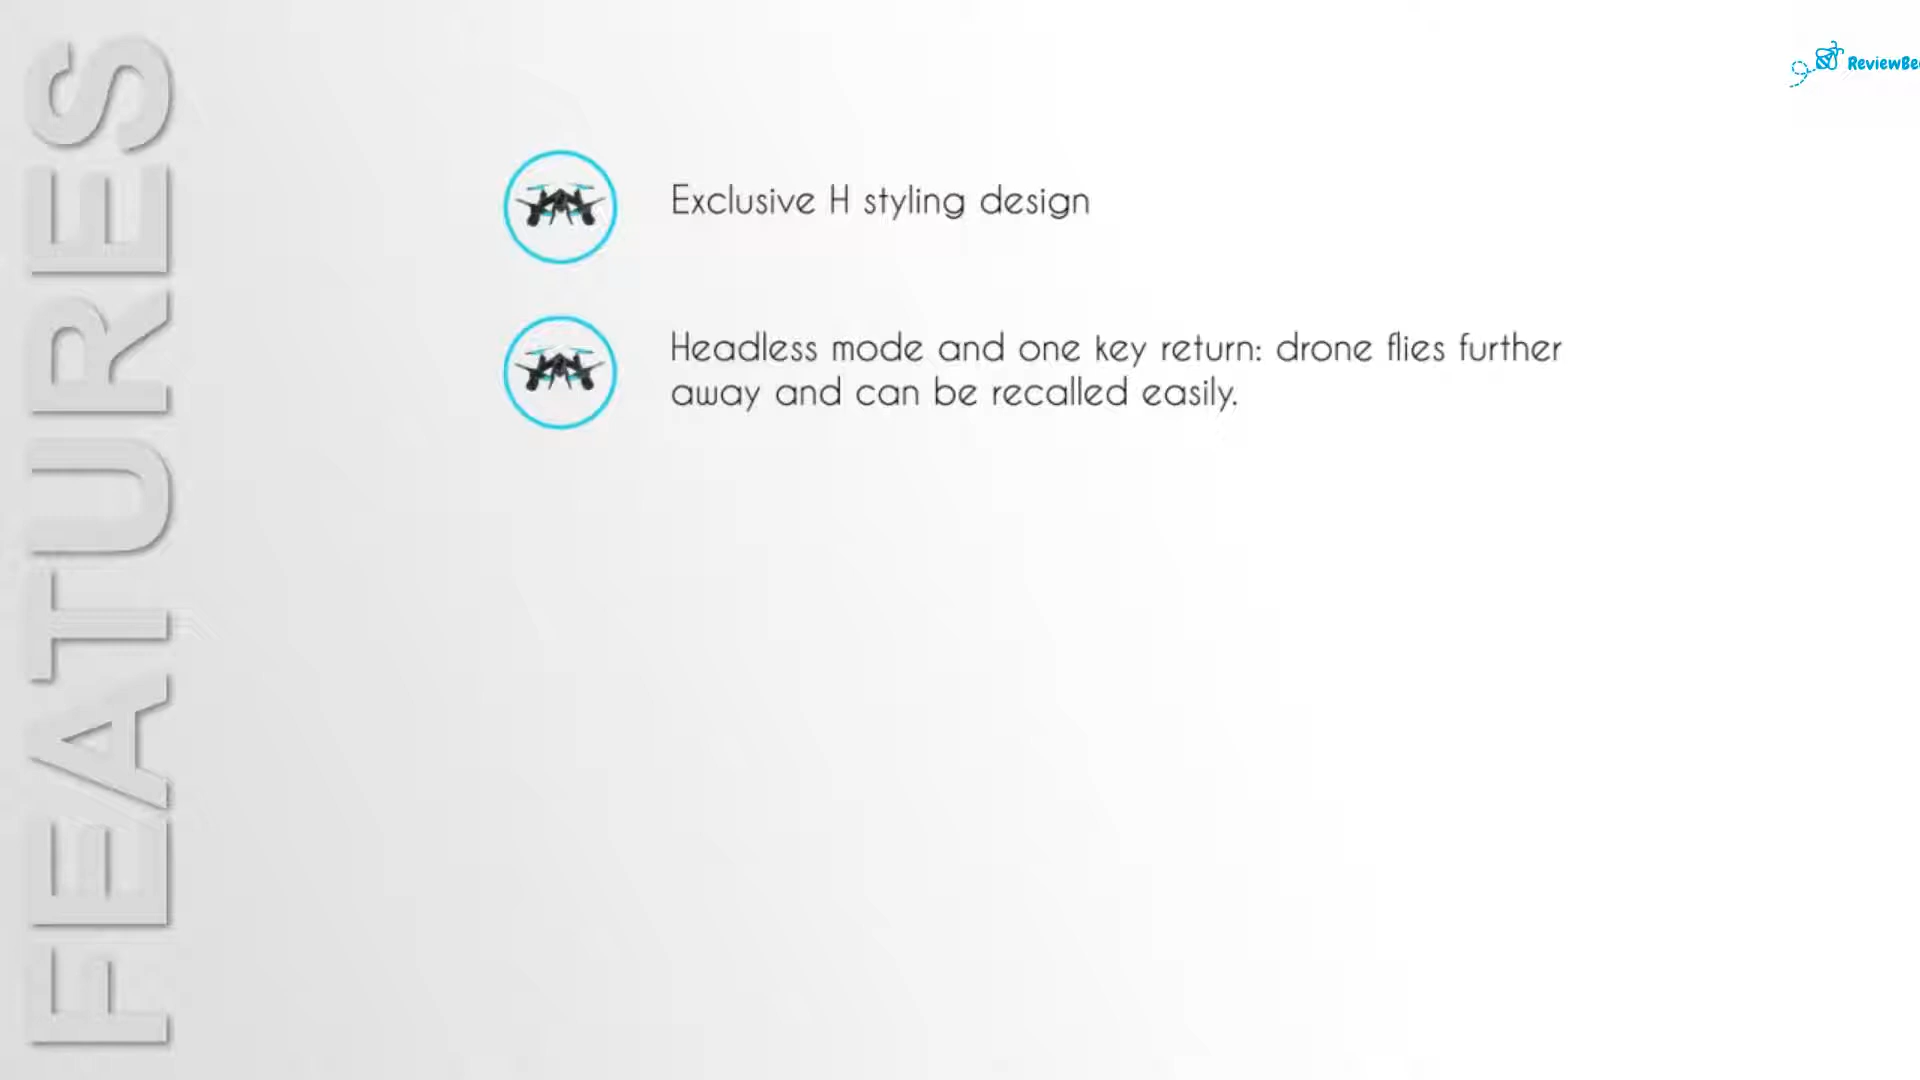 FEATURES
ReviewBe
Exclusive H styling design
Headless mode and one key return: drone flies further
away and can be recalled easily.